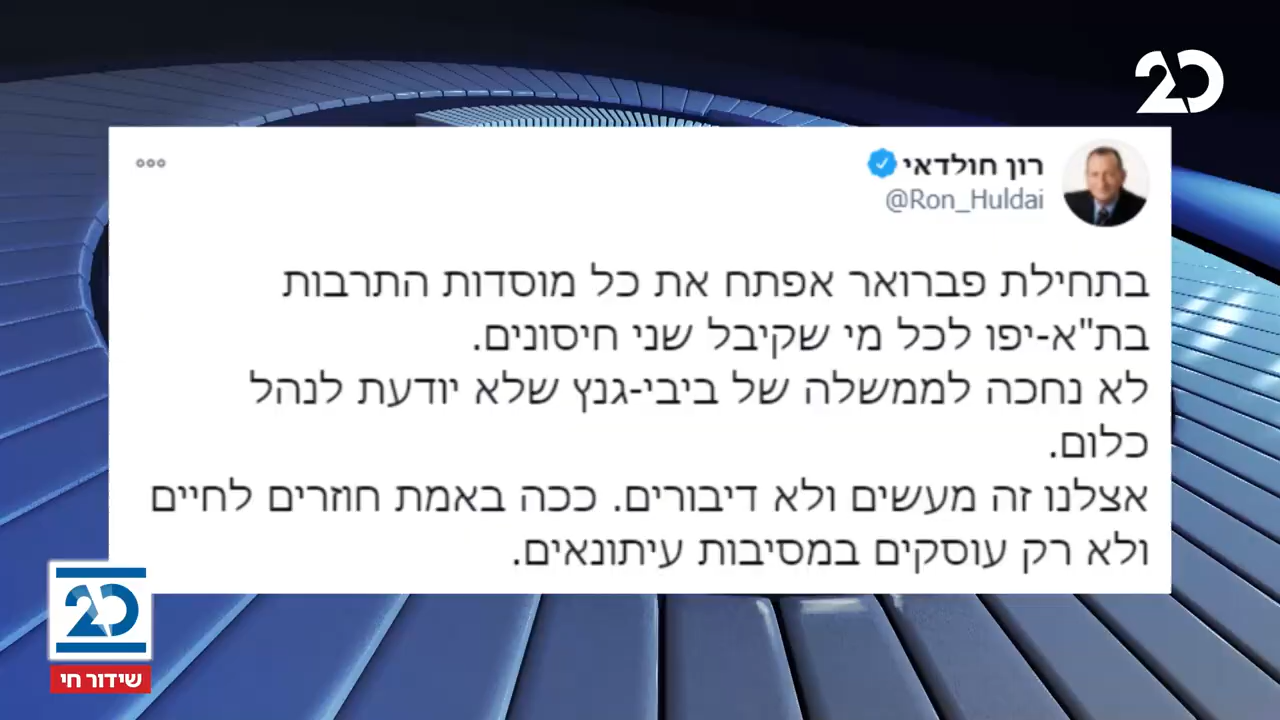 20
רון חולדאי
@Ron_Huldai
בתחילת פברואר אפתח את כל מוסדות התרבות
בת"א-יפו לכל מי שקיבל שני חיסונים.
לא נחכה לממשלה של ביבי-גנץ שלא יודעת לנהל
כלום.
אצלנו זה מעשים ולא דיבורים. ככה באמת חוזרים לחיים
ולא רק עוסקים במסיבות עיתונאים.
20
שידור חי